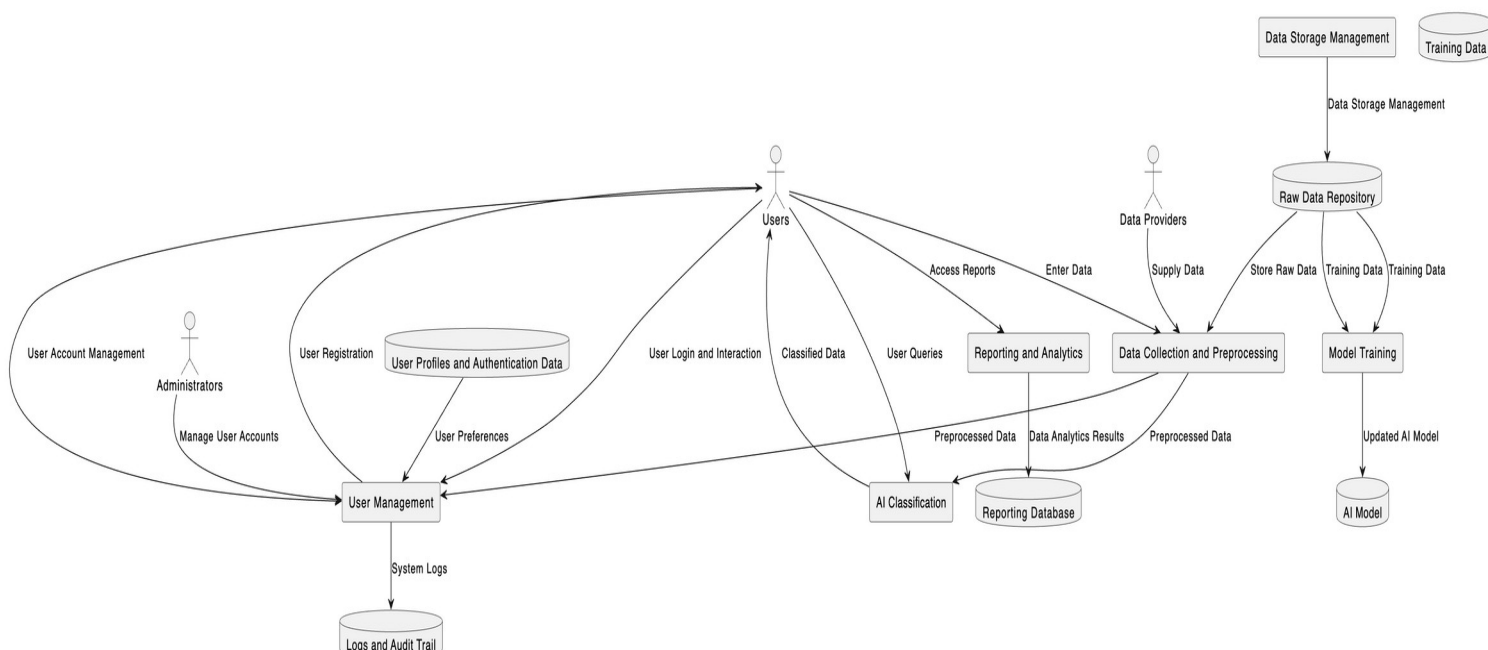 Data Storage Management
Training Data
Data Storage Management
Raw Data Repository
Users
Data Providers
Access Reports
Enter Data
Supply Data
Store Raw Data
Training Data
Training Data
User Account Management
Administrators
User Registration
User Profiles and Authentication Data
User Login and Interaction
Classified Data
User Queries
Reporting and Analytics
Data Collection and Preprocessing
Model Training
Manage User Accounts
User Preferences
Preprocessed Data
Data Analytics Results
Preprocessed Data
Updated AI Model
User Management
AI Classification
Reporting Database
AI Model
System Logs
Logs and Audit Trail